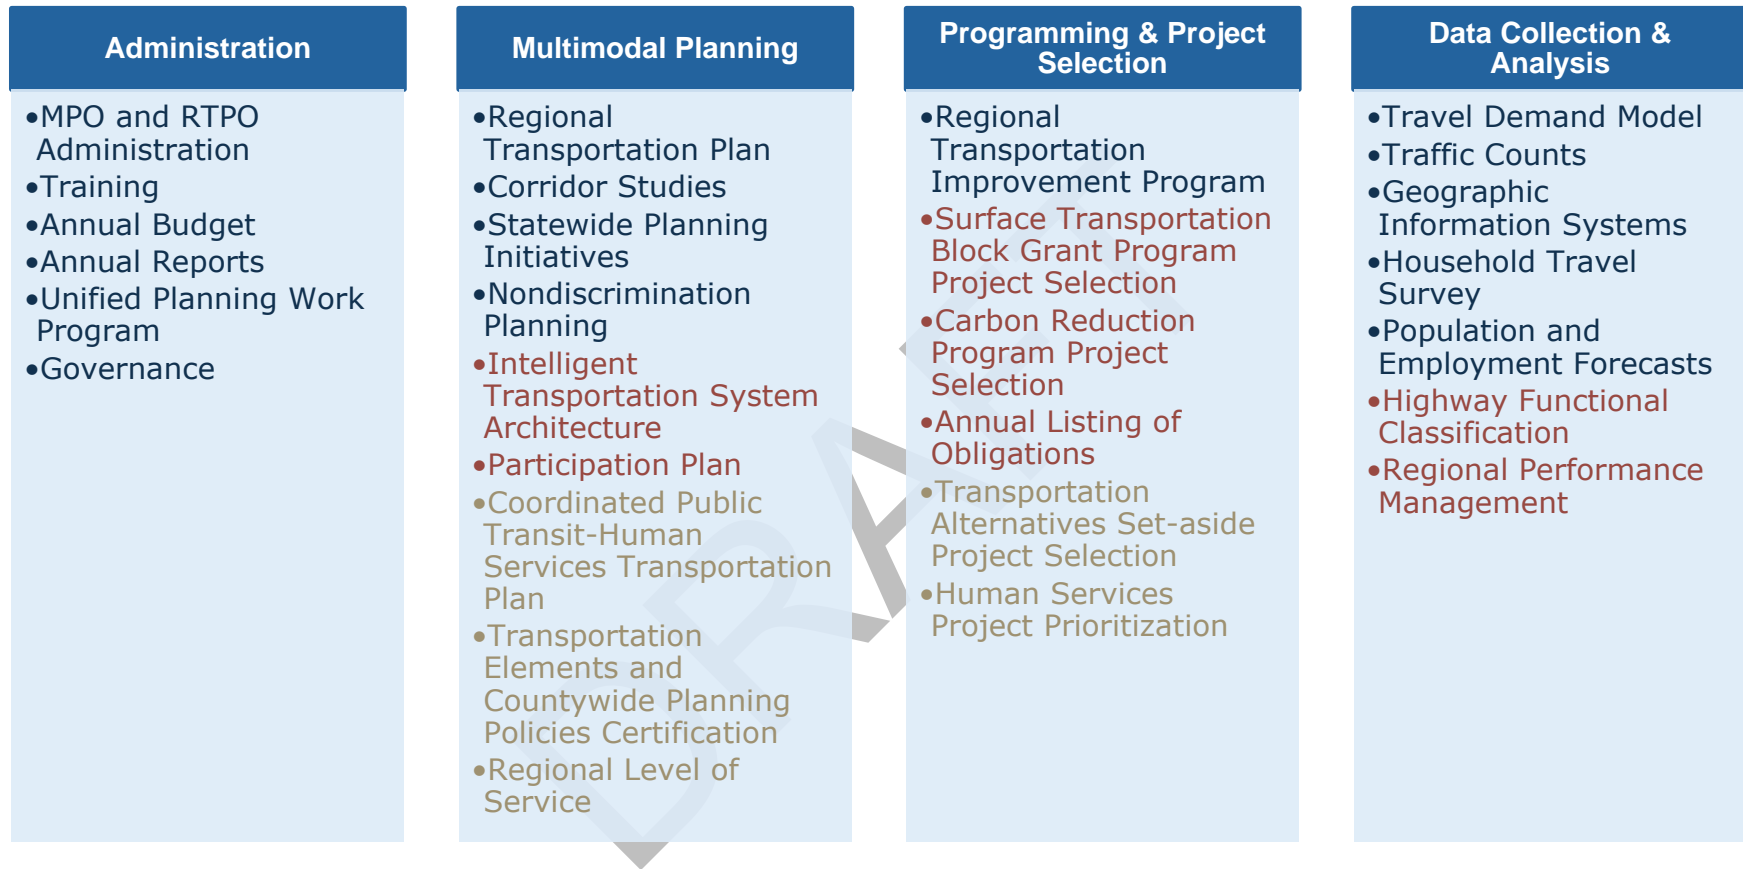 Administration
•MPO and RTPO
Administration
•Training
•Annual Budget
•Annual Reports
•Unified Planning Work
Program
•Governance
Multimodal Planning
•Regional
Transportation Plan
•Corridor Studies
•Statewide Planning
Initiatives
•Nondiscrimination
Planning
•Intelligent
Transportation System
Architecture
•Participation Plan
•Coordinated Public
Transit-Human
Services Transportation
Plan
•Transportation
Elements and
Countywide Planning
Policies Certification
•Regional Level of
Service
Programming & Project
Selection
•Regional
Transportation
Improvement Program
•Surface Transportation
Block Grant Program
Project Selection
•Carbon Reduction
Program Project
Selection
•Annual Listing of
Obligations
•Transportation
Alternatives Set-aside
Project Selection
•Human Services
Project Prioritization
Data Collection &
Analysis
•Travel Demand Model
•Traffic Counts
•Geographic
Information Systems
•Household Travel
Survey
•Population and
Employment Forecasts
•Highway Functional
Classification
•Regional Performance
Management
DRAFT